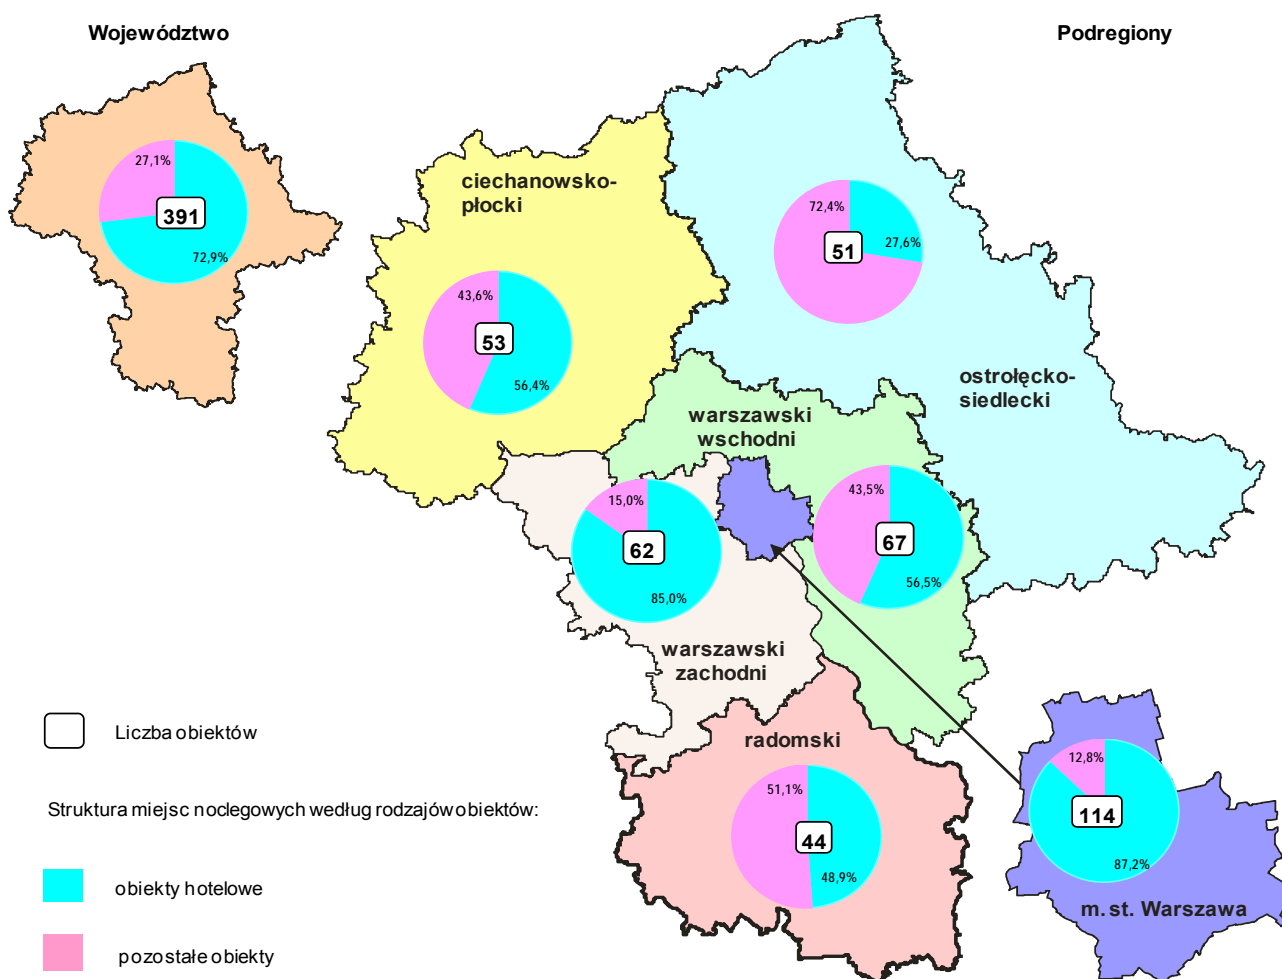 Województwo
Podregiony
27,1%
391
72,9%
ciechanowsko-
płocki
43,6%
53
56,4%
72,4%
27,6%
51
ostrołęcko-
siedlecki
warszawski
wschodni
43,5%
67
56,5%
15,0%
62
85,0%
warszawski
zachodni
radomski
51,1%
44
48,9%
12,8%
114
87,2%
m. st. Warszawa
Liczba obiektów
Struktura miejsc noclegowych według rodzajów obiektów:
obiekty hotelowe
pozostałe obiekty